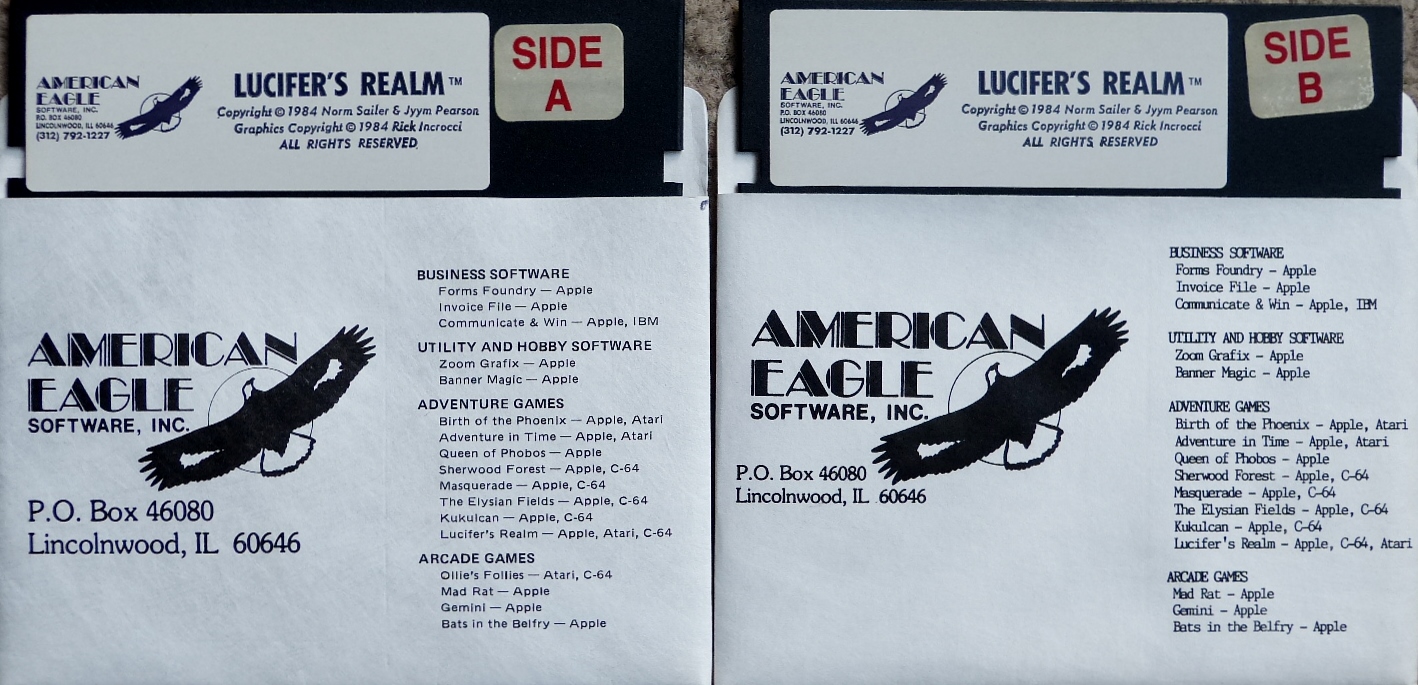 AMERICAN
EAGLE
SOFTWARE, INC.
P.O. BOX 46080
LINCOLNWOOD, ILL 60646
(312) 792-1227
LUCIFER'S REALM™
Copyright © 1984 Norm Sailer & Jyym Pearson
Graphics Copyright © 1984 Rick Incrocci
ALL RIGHTS RESERVED
SIDE
A
AMERICAN
EAGLE
SOFTWARE, INC.
P.O. Box 46080
Lincolnwood, IL 60646
BUSINESS SOFTWARE
Forms Foundry — Apple
Invoice File — Apple
Communicate & Win — Apple, IBM
UTILITY AND HOBBY SOFTWARE
Zoom Grafix — Apple
Banner Magic — Apple
ADVENTURE GAMES
Birth of the Phoenix — Apple, Atari
Adventure in Time — Apple, Atari
Queen of Phobos — Apple
Sherwood Forest — Apple, C-64
Masquerade — Apple, C-64
The Elysian Fields — Apple, C-64
Kukulcan — Apple, C-64
Lucifer's Realm — Apple, Atari, C-64
ARCADE GAMES
Ollie's Follies — Atari, C-64
Mad Rat — Apple
Gemini — Apple
Bats in the Belfry — Apple
AMERICAN
EAGLE
SOFTWARE, INC.
P.O. BOX 46080
LINCOLNWOOD, ILL 60646
(312) 792-1227
LUCIFER'S REALM™
Copyright © 1984 Norm Sailer & Jyym Pearson
Graphics Copyright © 1984 Rick Incrocci
ALL RIGHTS RESERVED
SIDE
B
AMERICAN
EAGLE
SOFTWARE, INC.
P.O. Box 46080
Lincolnwood, IL 60646
BUSINESS SOFTWARE
Forms Foundry - Apple
Invoice File - Apple
Communicate & Win - Apple, IBM
UTILITY AND HOBBY SOFTWARE
Zoom Grafix - Apple
Banner Magic - Apple
ADVENTURE GAMES
Birth of the Phoenix - Apple, Atari
Adventure in Time - Apple, Atari
Queen of Phobos - Apple
Sherwood Forest - Apple, C-64
Masquerade - Apple, C-64
The Elysian Fields - Apple, C-64
Kukulcan - Apple, C-64
Lucifer's Realm - Apple, C-64, Atari
ARCADE GAMES
Mad Rat - Apple
Gemini - Apple
Bats in the Belfry - Apple